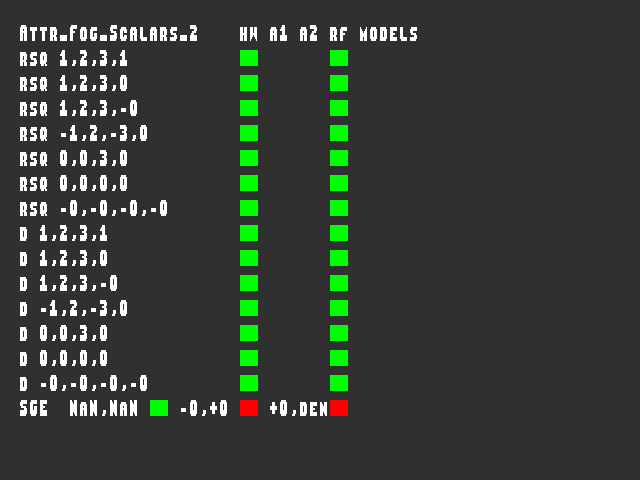 Attr_Fog_Scalars_2 HW A1 A2 RF MODELS
RSQ 1,2,3,1
RSQ 1,2,3,0
RSQ 1,2,3,-0
RSQ -1,2,-3,0
RSQ 0,0,3,0
RSQ 0,0,0,0
RSQ -0,-0,-0,-0
D 1,2,3,1
D 1,2,3,0
D 1,2,3,-0
D -1,2,-3,0
D 0,0,3,0
D 0,0,0,0
D -0,-0,-0,-0
SGE NaN,NaN -0,+0 +0,DEN